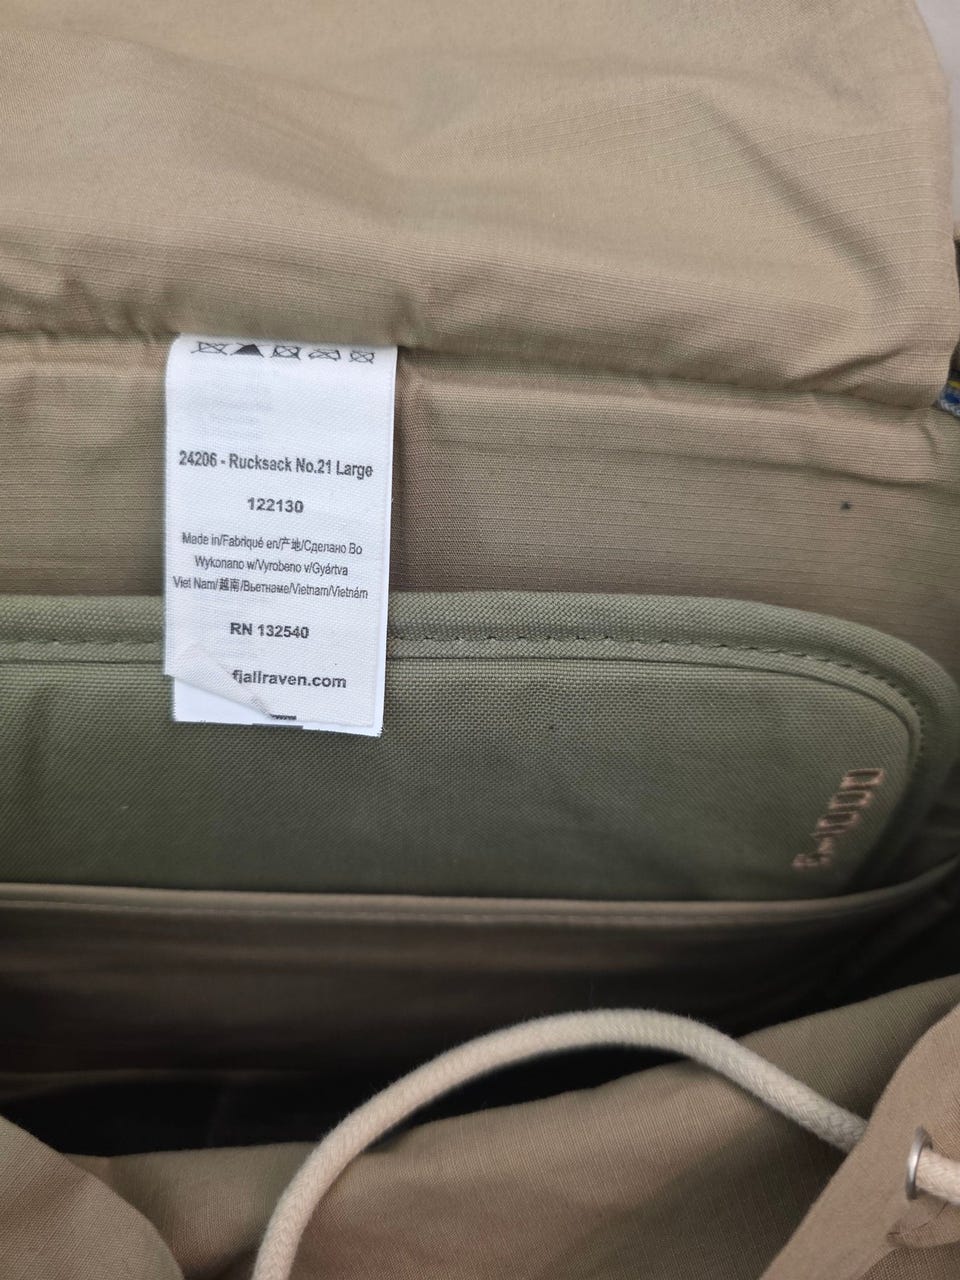 24206 - Rucksack No.21 Large
122130
Made in/Fabriqué en/产地/Сделано Во
Wykonano w/Vyrobeno v/Gyártva
Viet Nam/越南/Вьетнаме/Vietnam/Vietnám
RN 132540
fjallraven.com
G-1000